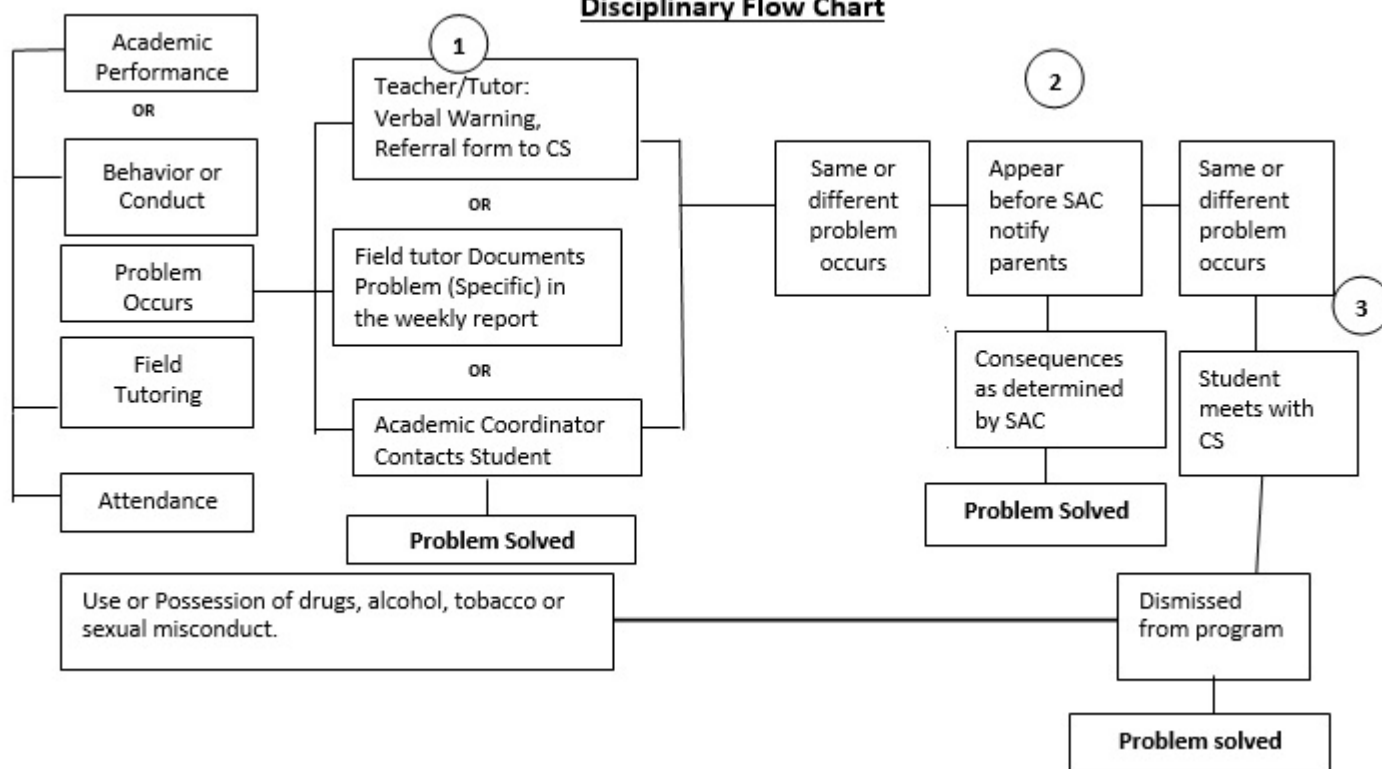 Disciplinary Flow Chart
Academic
Performance
OR
Behavior or
Conduct
Problem
Occurs
Field
Tutoring
Attendance
1
Teacher/Tutor:
Verbal Warning,
Referral form to CS
OR
Field tutor Documents
Problem (Specific) in
the weekly report
OR
Academic Coordinator
Contacts Student
Problem Solved
Same or
different
problem
occurs
2
Appear
before SAC
notify
parents
Consequences
as determined
by SAC
Problem Solved
Same or
different
problem
occurs
3
Student
meets with
CS
Use or Possession of drugs, alcohol, tobacco or
sexual misconduct.
Dismissed
from program
Problem solved